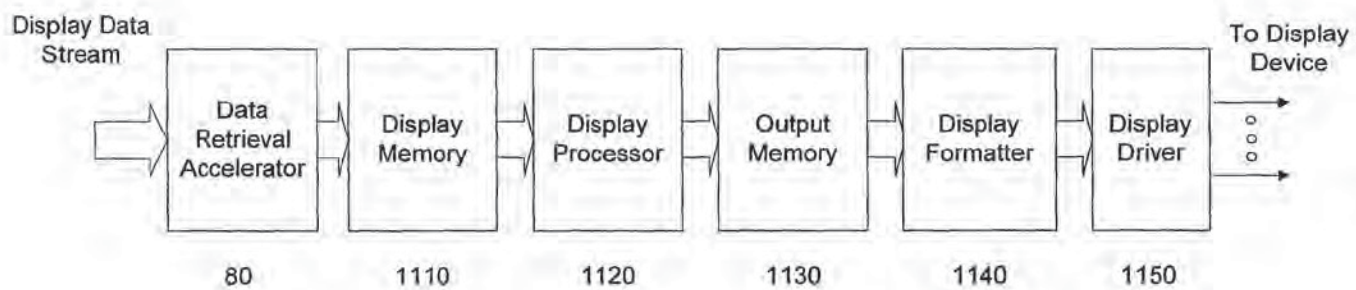 Display Data
Stream
Data
Retrieval
Accelerator
Display
Memory
Display
Processor
Output
Memory
Display
Formatter
Display
Driver
To Display
Device
80
1110
1120
1130
1140
1150